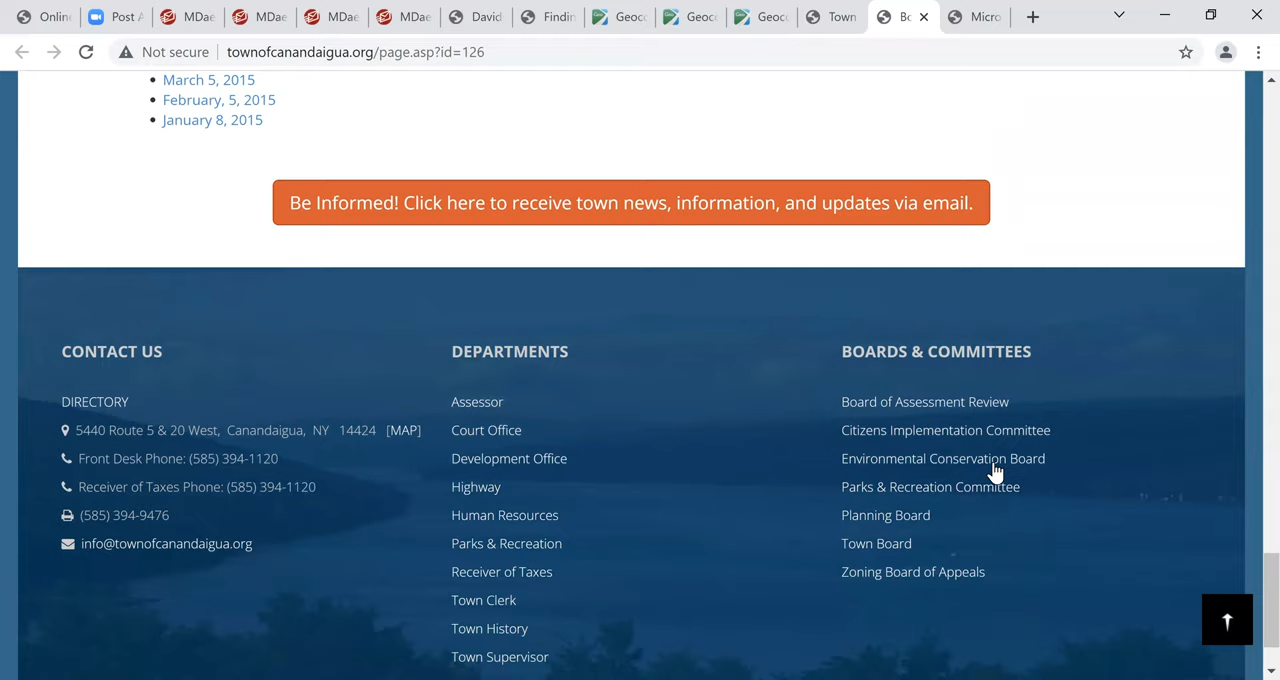 Onlin
Post A
MDae
MDae
MDae
MDae
David
Findin
Geoco
Geoco
Geoco
Town
Bo
Micro
Not secure
townofcanandaigua.org/page.asp?id=126
March 5, 2015
February, 5, 2015
January 8, 2015
Be Informed! Click here to receive town news, information, and updates via email.
CONTACT US
DIRECTORY
5440 Route 5 & 20 West, Canandaigua, NY 14424 [MAP]
Front Desk Phone: (585) 394-1120
Receiver of Taxes Phone: (585) 394-1120
(585) 394-9476
info@townofcanandaigua.org
DEPARTMENTS
Assessor
Court Office
Development Office
Highway
Human Resources
Parks & Recreation
Receiver of Taxes
Town Clerk
Town History
Town Supervisor
BOARDS & COMMITTEES
Board of Assessment Review
Citizens Implementation Committee
Environmental Conservation Board
Parks & Recreation Committee
Planning Board
Town Board
Zoning Board of Appeals